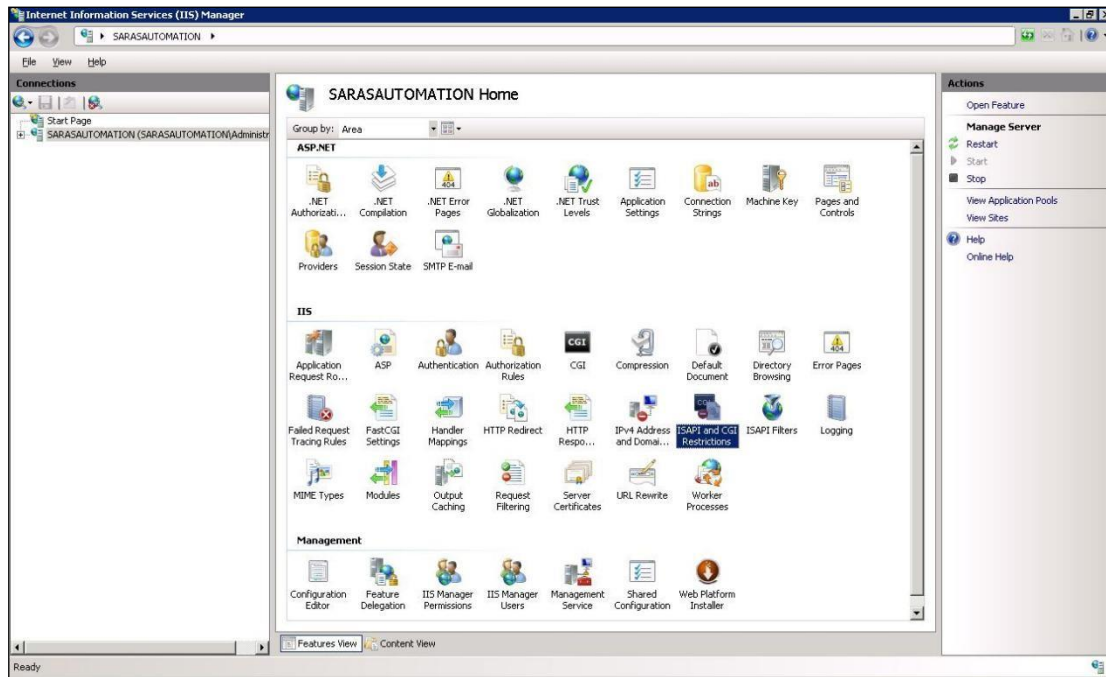 Internet Information Services (IIS) Manager
SARASAUTOMATION
File View Help
Connections
Start Page
SARASAUTOMATION (SARASAUTOMATION\Administr
SARASAUTOMATION Home
Group by: Area
ASP.NET
.NET Authorizati...
.NET Compilation
.NET Error Pages
.NET Globalization
.NET Trust Levels
Application Settings
Connection Strings
Machine Key
Pages and Controls
Providers
Session State
SMTP E-mail
IIS
Application Request Ro...
ASP
Authentication
Authorization Rules
CGI
Compression
Default Document
Directory Browsing
Error Pages
Failed Request Tracing Rules
FastCGI Settings
Handler Mappings
HTTP Redirect
HTTP Respo...
IPv4 Address and Domai...
ISAPI and CGI Restrictions
ISAPI Filters
Logging
MIME Types
Modules
Output Caching
Request Filtering
Server Certificates
URL Rewrite
Worker Processes
Management
Configuration Editor
Feature Delegation
IIS Manager Permissions
IIS Manager Users
Management Service
Shared Configuration
Web Platform Installer
Features View
Content View
Actions
Open Feature
Manage Server
Restart
Start
Stop
View Application Pools
View Sites
Help
Online Help
Ready